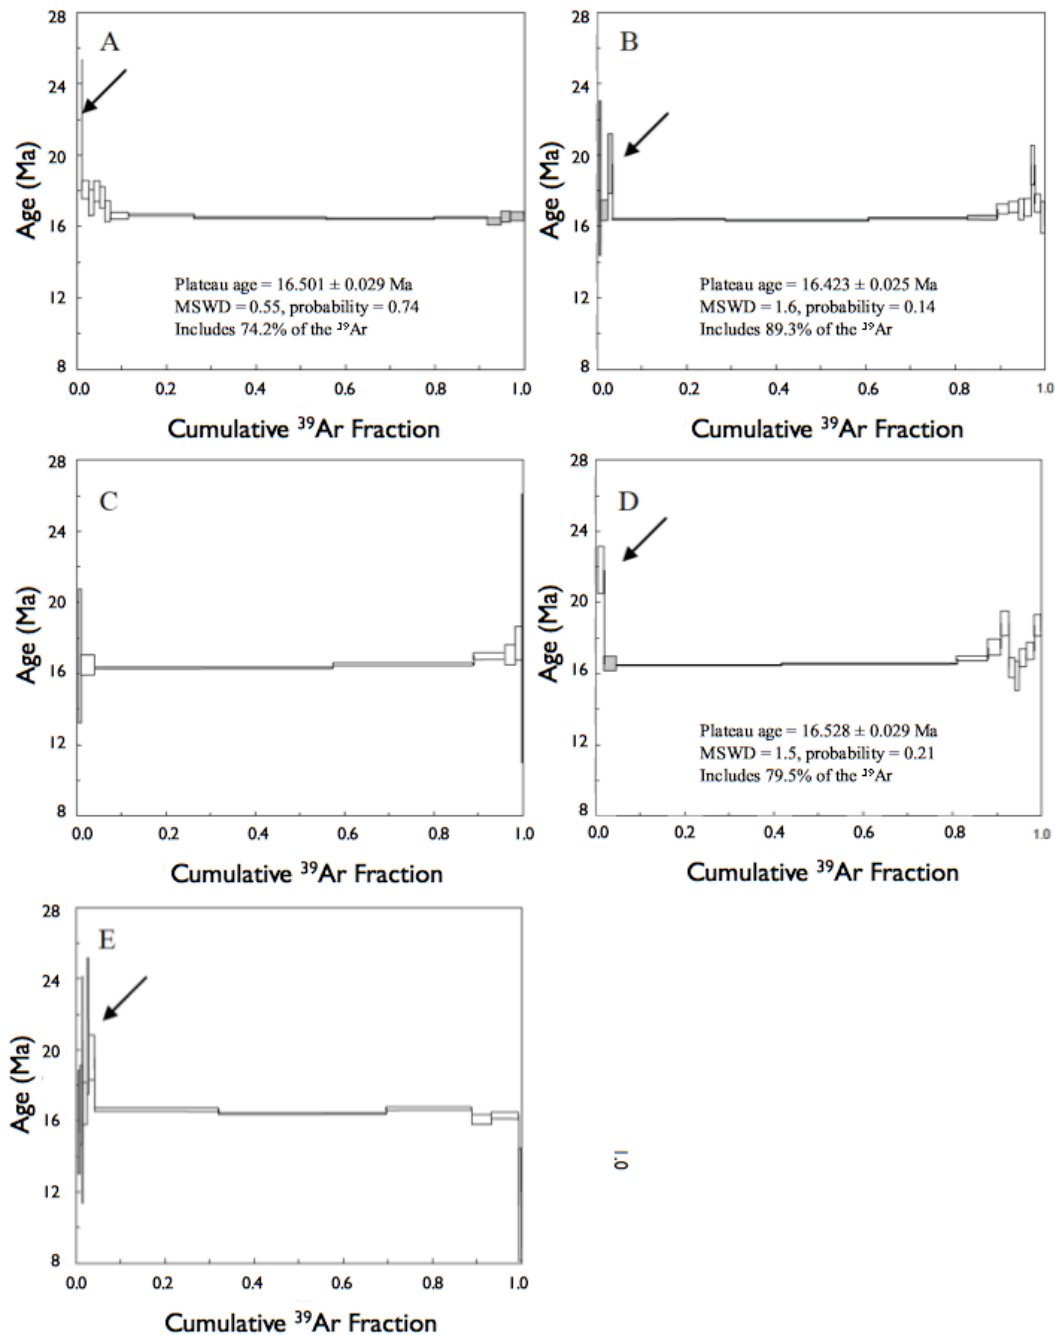 A
28
24
20
16
12
8
Age (Ma)
Plateau age = 16.501 ± 0.029 Ma
MSWD = 0.55, probability = 0.74
Includes 74.2% of the ³⁹Ar
0.0 0.2 0.4 0.6 0.8 1.0
Cumulative ³⁹Ar Fraction
B
28
24
20
16
12
8
Age (Ma)
Plateau age = 16.423 ± 0.025 Ma
MSWD = 1.6, probability = 0.14
Includes 89.3% of the ³⁹Ar
0.0 0.2 0.4 0.6 0.8 1.0
Cumulative ³⁹Ar Fraction
C
28
24
20
16
12
8
Age (Ma)
0.0 0.2 0.4 0.6 0.8 1.0
Cumulative ³⁹Ar Fraction
D
28
24
20
16
12
8
Age (Ma)
Plateau age = 16.528 ± 0.029 Ma
MSWD = 1.5, probability = 0.21
Includes 79.5% of the ³⁹Ar
0.0 0.2 0.4 0.6 0.8 1.0
Cumulative ³⁹Ar Fraction
E
28
24
20
16
12
8
Age (Ma)
0.0 0.2 0.4 0.6 0.8 1.0
Cumulative ³⁹Ar Fraction
1.0